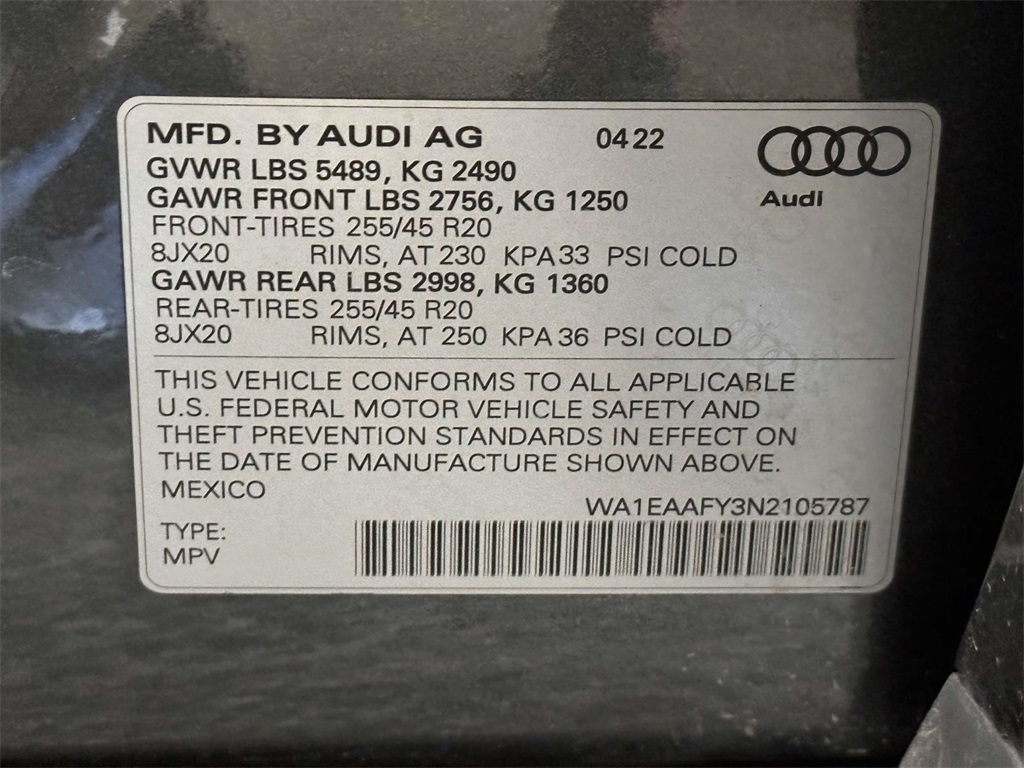 MFD. BY AUDI AG 04 22
GVWR LBS 5489, KG 2490
GAWR FRONT LBS 2756, KG 1250
Audi
FRONT-TIRES 255/45 R20
8JX20 RIMS, AT 230 KPA 33 PSI COLD
GAWR REAR LBS 2998, KG 1360
REAR-TIRES 255/45 R20
8JX20 RIMS, AT 250 KPA 36 PSI COLD
THIS VEHICLE CONFORMS TO ALL APPLICABLE
U.S. FEDERAL MOTOR VEHICLE SAFETY AND
THEFT PREVENTION STANDARDS IN EFFECT ON
THE DATE OF MANUFACTURE SHOWN ABOVE.
MEXICO
WA1EAAFY3N2105787
TYPE:
MPV